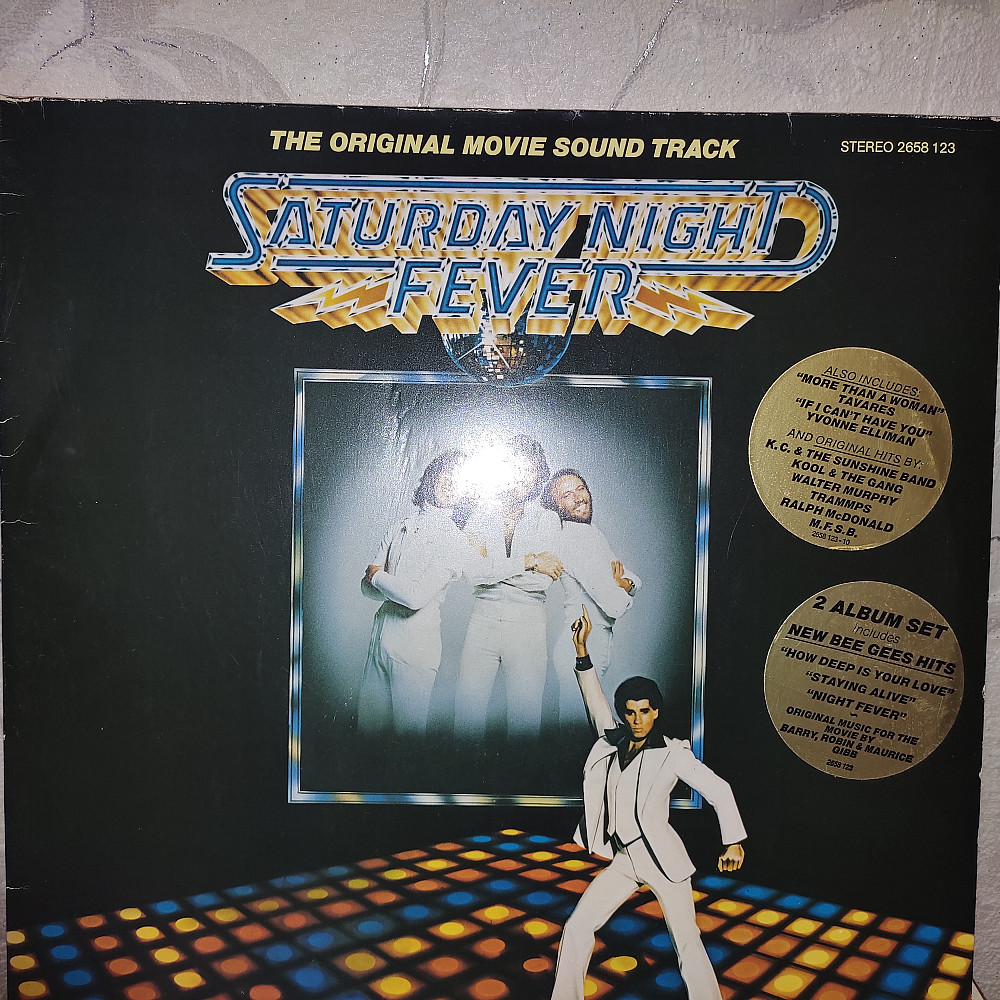 THE ORIGINAL MOVIE SOUND TRACK
STEREO 2658 123
SATURDAY NIGHT
FEVER
ALSO INCLUDES:
“MORE THAN A WOMAN”
TAVARES
“IF I CAN'T HAVE YOU”
YVONNE ELLIMAN
AND ORIGINAL HITS BY:
K.C. & THE SUNSHINE BAND
KOOL & THE GANG
WALTER MURPHY
TRAMMPS
RALPH McDONALD
M.F.S.B.
2658 123-10
2 ALBUM SET
includes
NEW BEE GEES HITS
“HOW DEEP IS YOUR LOVE”
“STAYING ALIVE”
“NIGHT FEVER”
ORIGINAL MUSIC FOR THE
MOVIE BY
BARRY, ROBIN & MAURICE
GIBB
2658 123